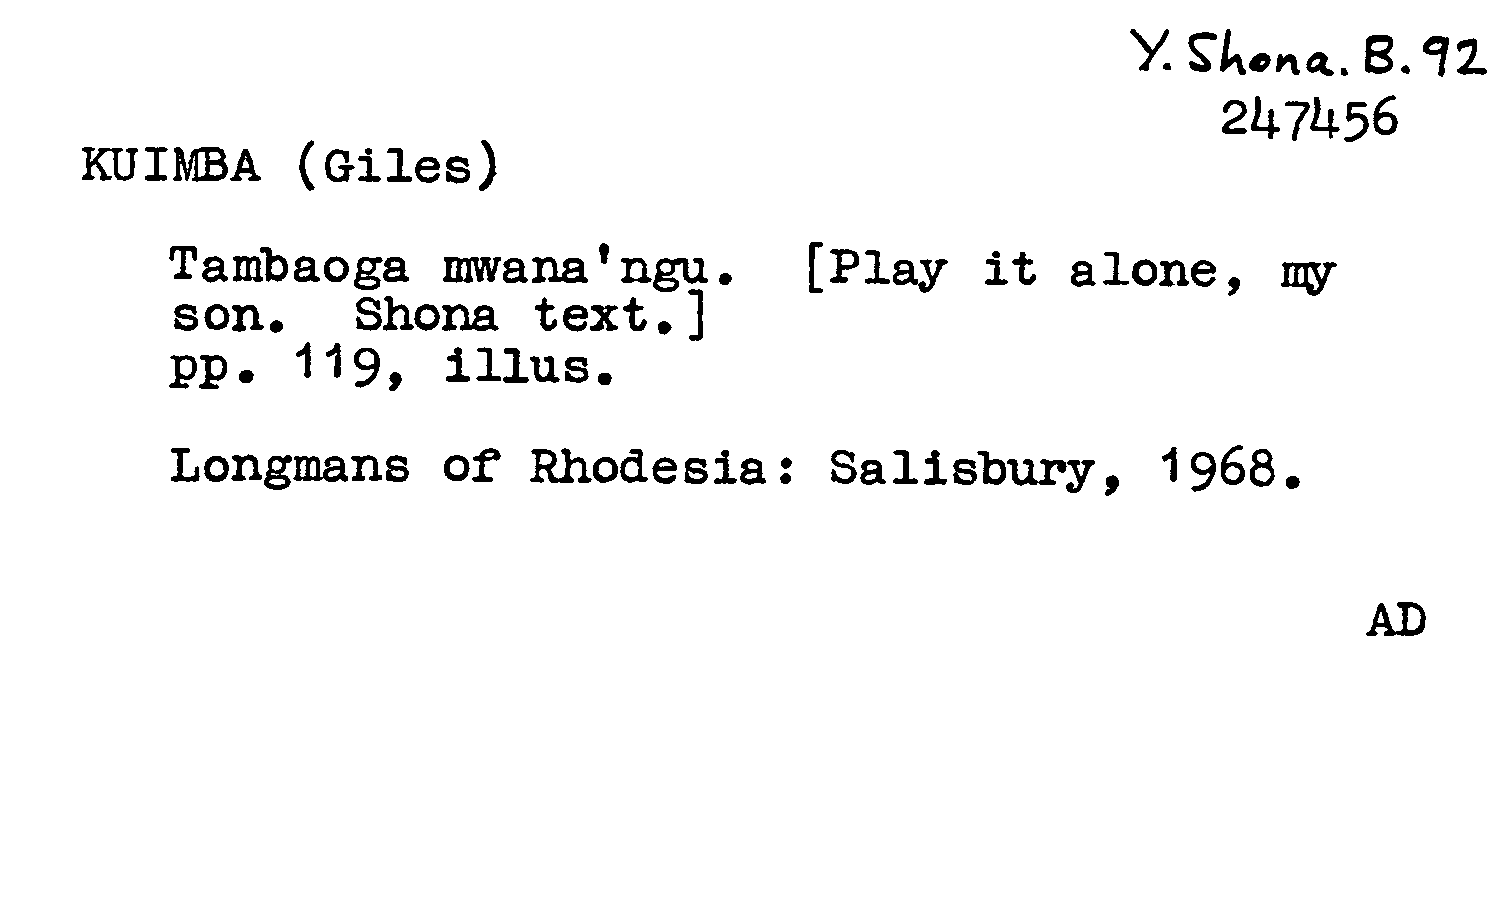 Y. Shona. B. 92
247456
KUIMBA (Giles)
Tambaoga mwana'ngu. [Play it alone, my
son. Shona text.]
pp. 119, illus.
Longmans of Rhodesia: Salisbury, 1968.
AD